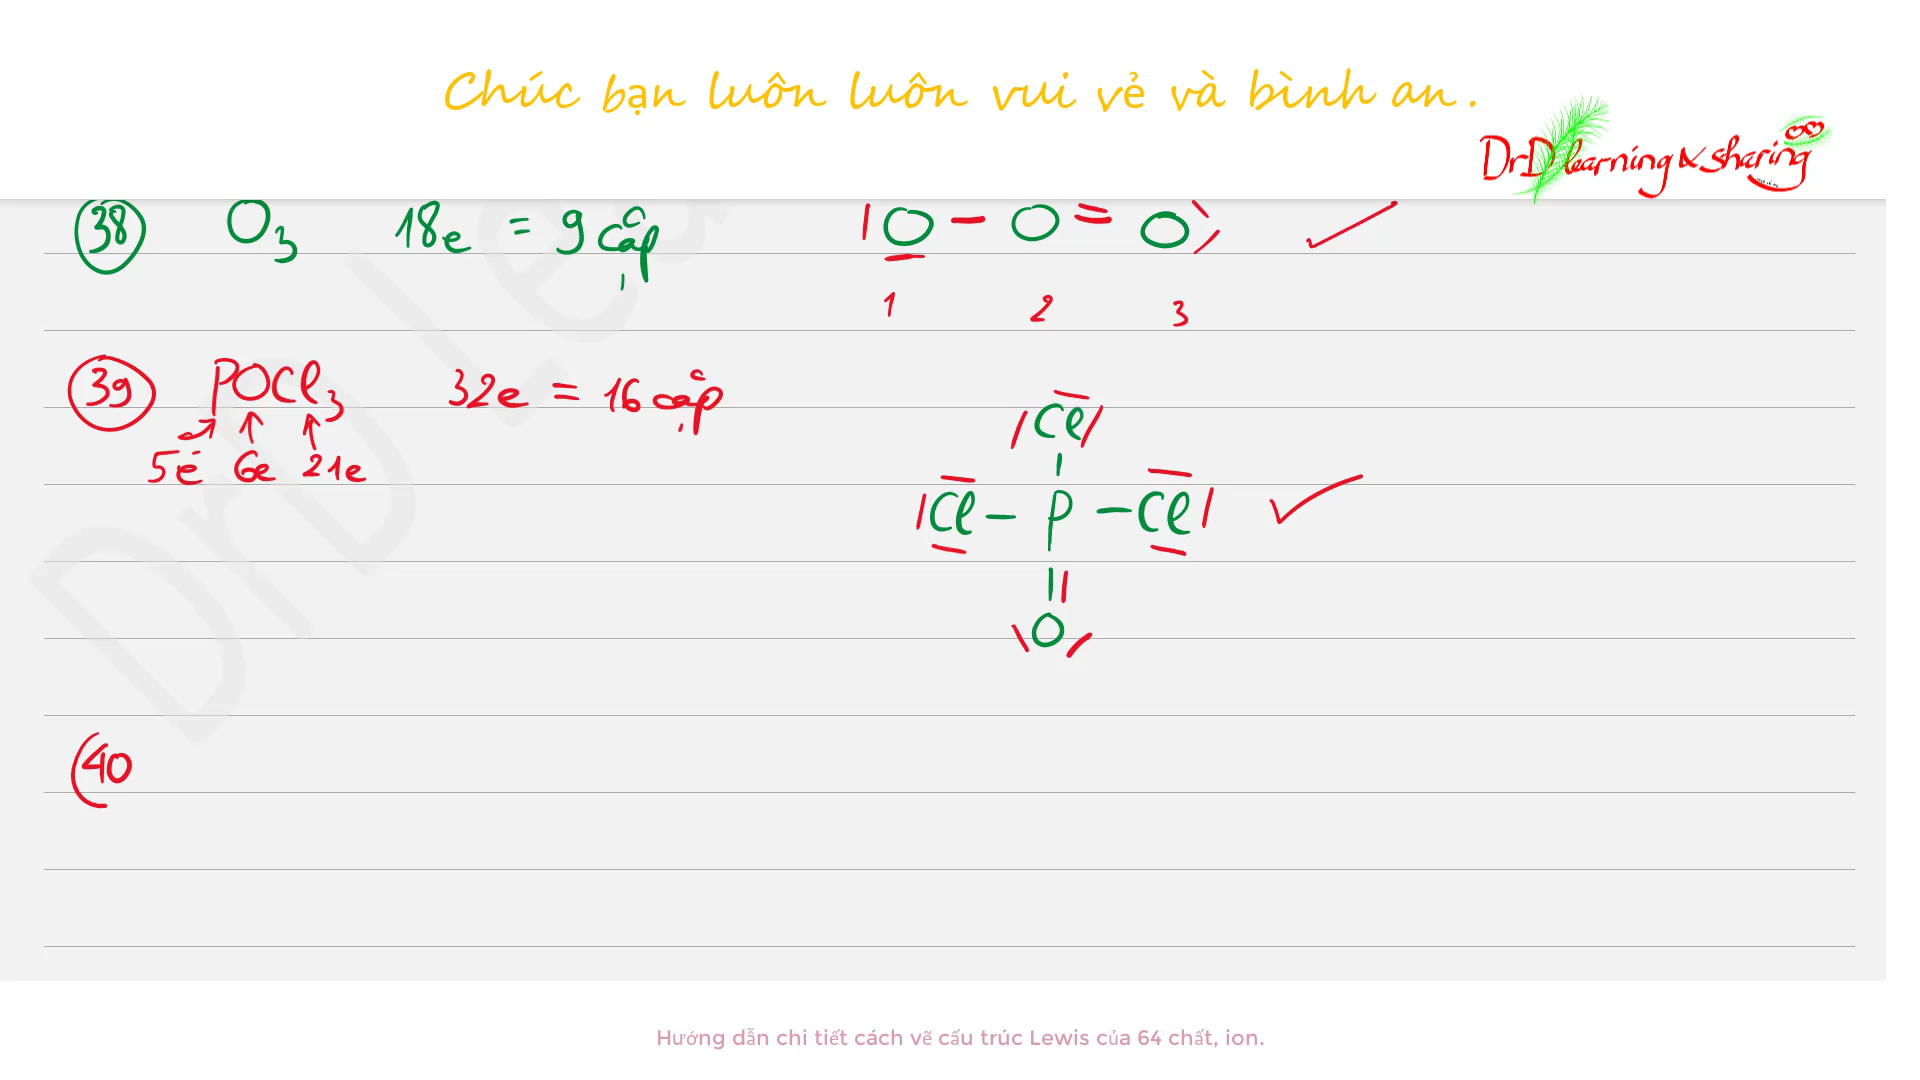 Chúc bạn luôn luôn vui vẻ và bình an.
DrD learning & sharing
38 O3 18e = 9 cặp |O - O = O
1 2 3
39 POCl3 32e = 16 cặp
5e 6e 21e
Cl
Cl - P - Cl
O
40
DrD Lea
Hướng dẫn chi tiết cách vẽ cấu trúc Lewis của 64 chất, ion.